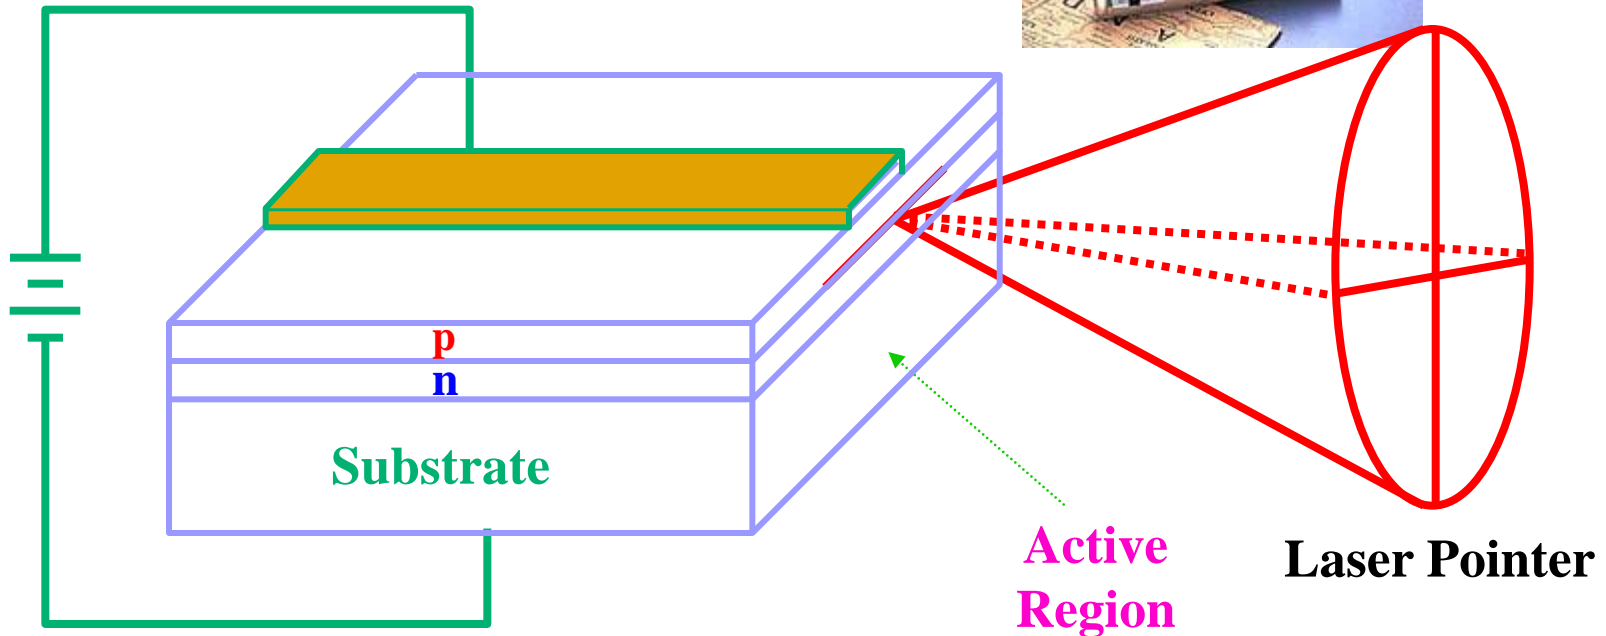 p
n
Substrate
Active
Region
Laser Pointer